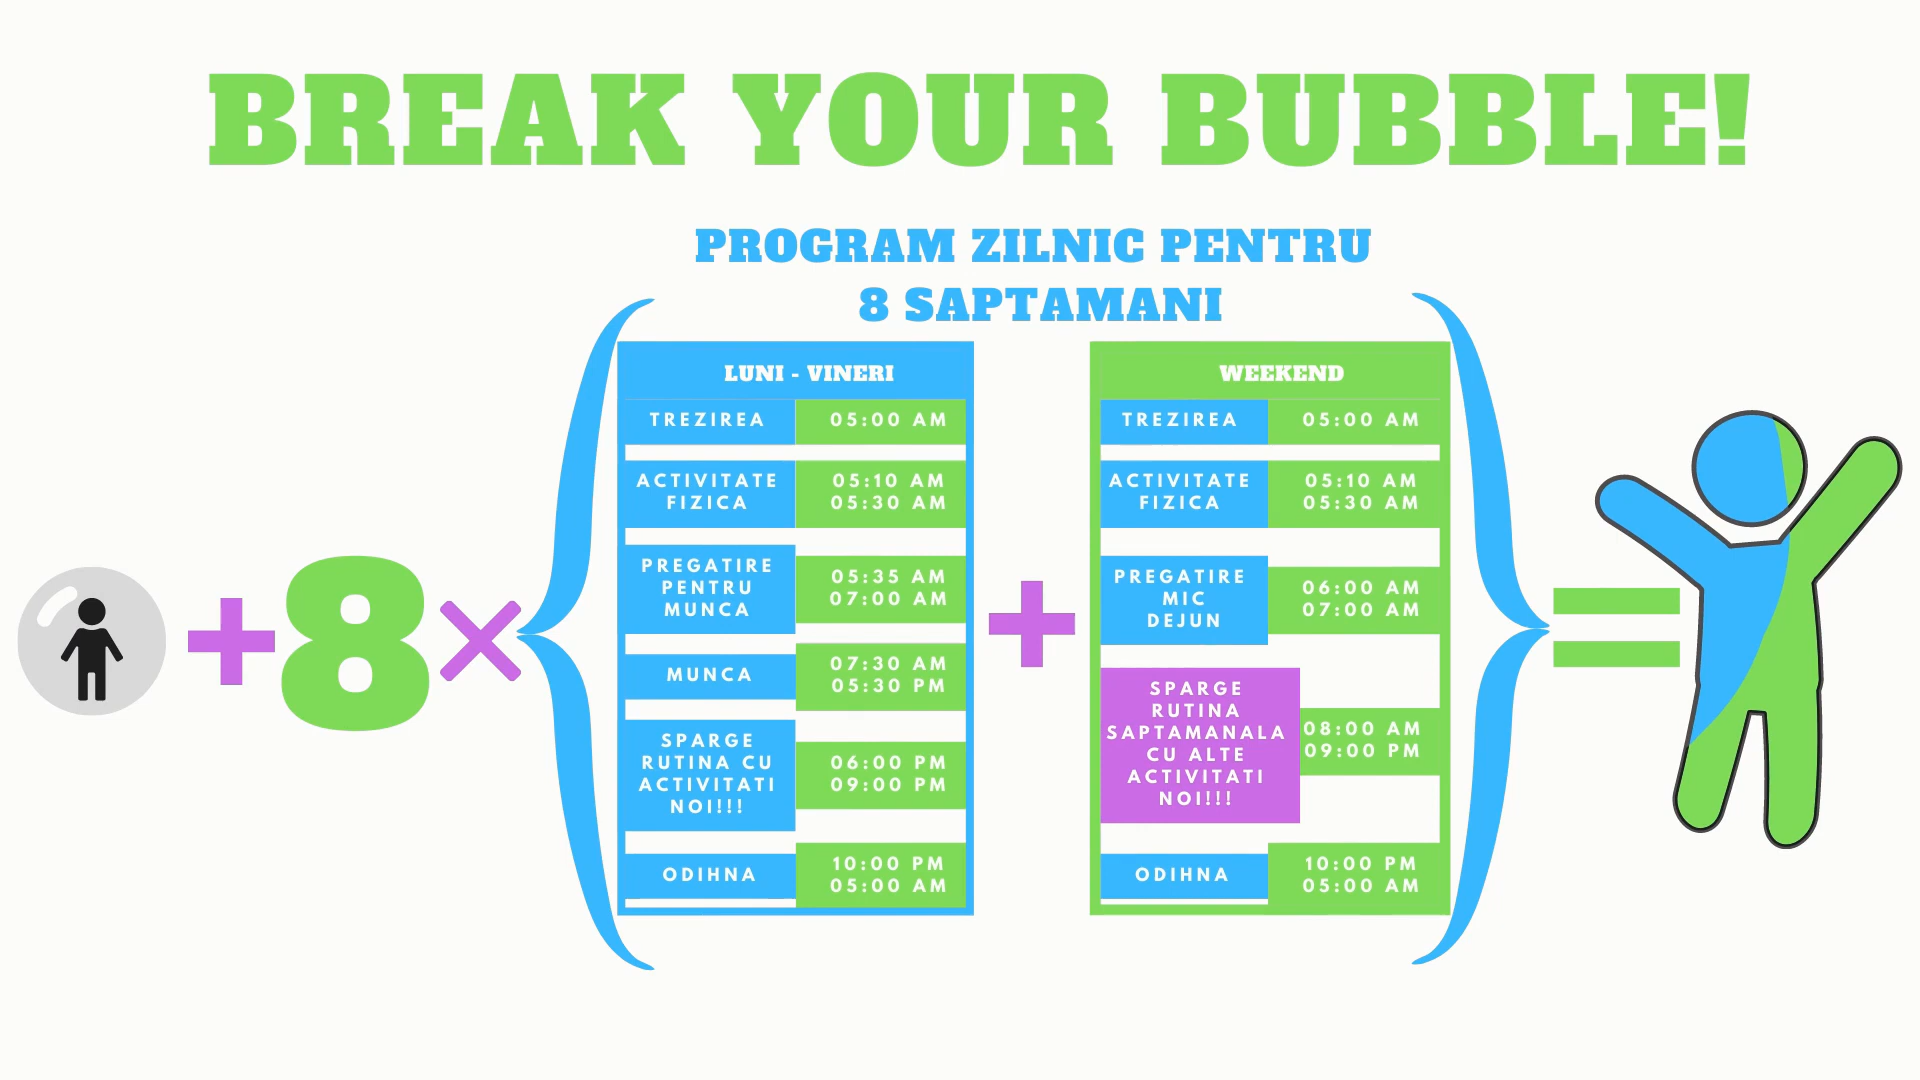 BREAK YOUR BUBBLE!
PROGRAM ZILNIC PENTRU
8 SAPTAMANI
+8×
LUNI - VINERI
TREZIREA
05:00 AM
ACTIVITATE
FIZICA
05:10 AM
05:30 AM
PREGATIRE
PENTRU
MUNCA
05:35 AM
07:00 AM
MUNCA
07:30 AM
05:30 PM
SPARGE
RUTINA CU
ACTIVITATI
NOI!!!
06:00 PM
09:00 PM
ODIHNA
10:00 PM
05:00 AM
+
WEEKEND
TREZIREA
05:00 AM
ACTIVITATE
FIZICA
05:10 AM
05:30 AM
PREGATIRE
MIC
DEJUN
06:00 AM
07:00 AM
SPARGE
RUTINA
SAPTAMANALA
CU ALTE
ACTIVITATI
NOI!!!
08:00 AM
09:00 PM
ODIHNA
10:00 PM
05:00 AM
=